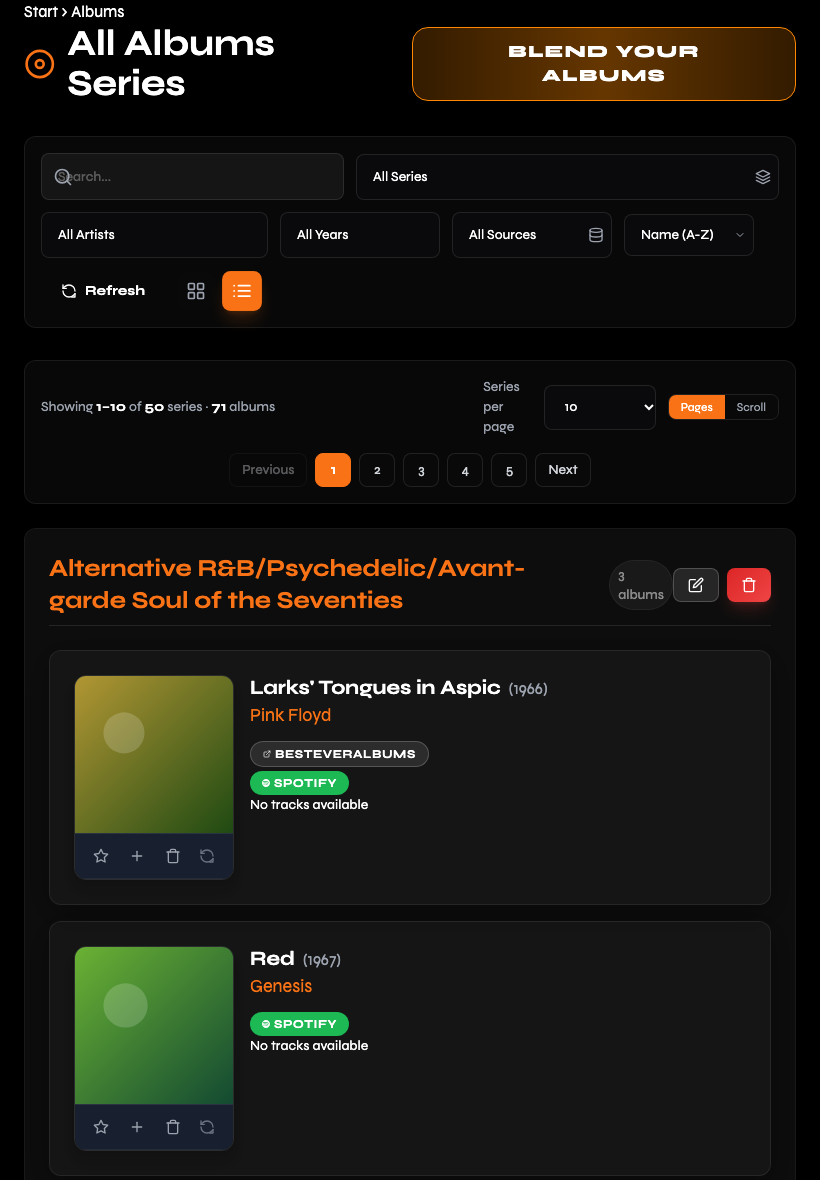 Start › Albums
All Albums
Series
BLEND YOUR
ALBUMS
Search...
All Series
All Artists
All Years
All Sources
Name (A-Z)
Refresh
Showing 1–10 of 50 series · 71 albums
Series
per
page
10
Pages
Scroll
Previous
1
2
3
4
5
Next
Alternative R&B/Psychedelic/Avant-
garde Soul of the Seventies
3
albums
Larks' Tongues in Aspic (1966)
Pink Floyd
BESTEVERALBUMS
SPOTIFY
No tracks available
Red (1967)
Genesis
SPOTIFY
No tracks available